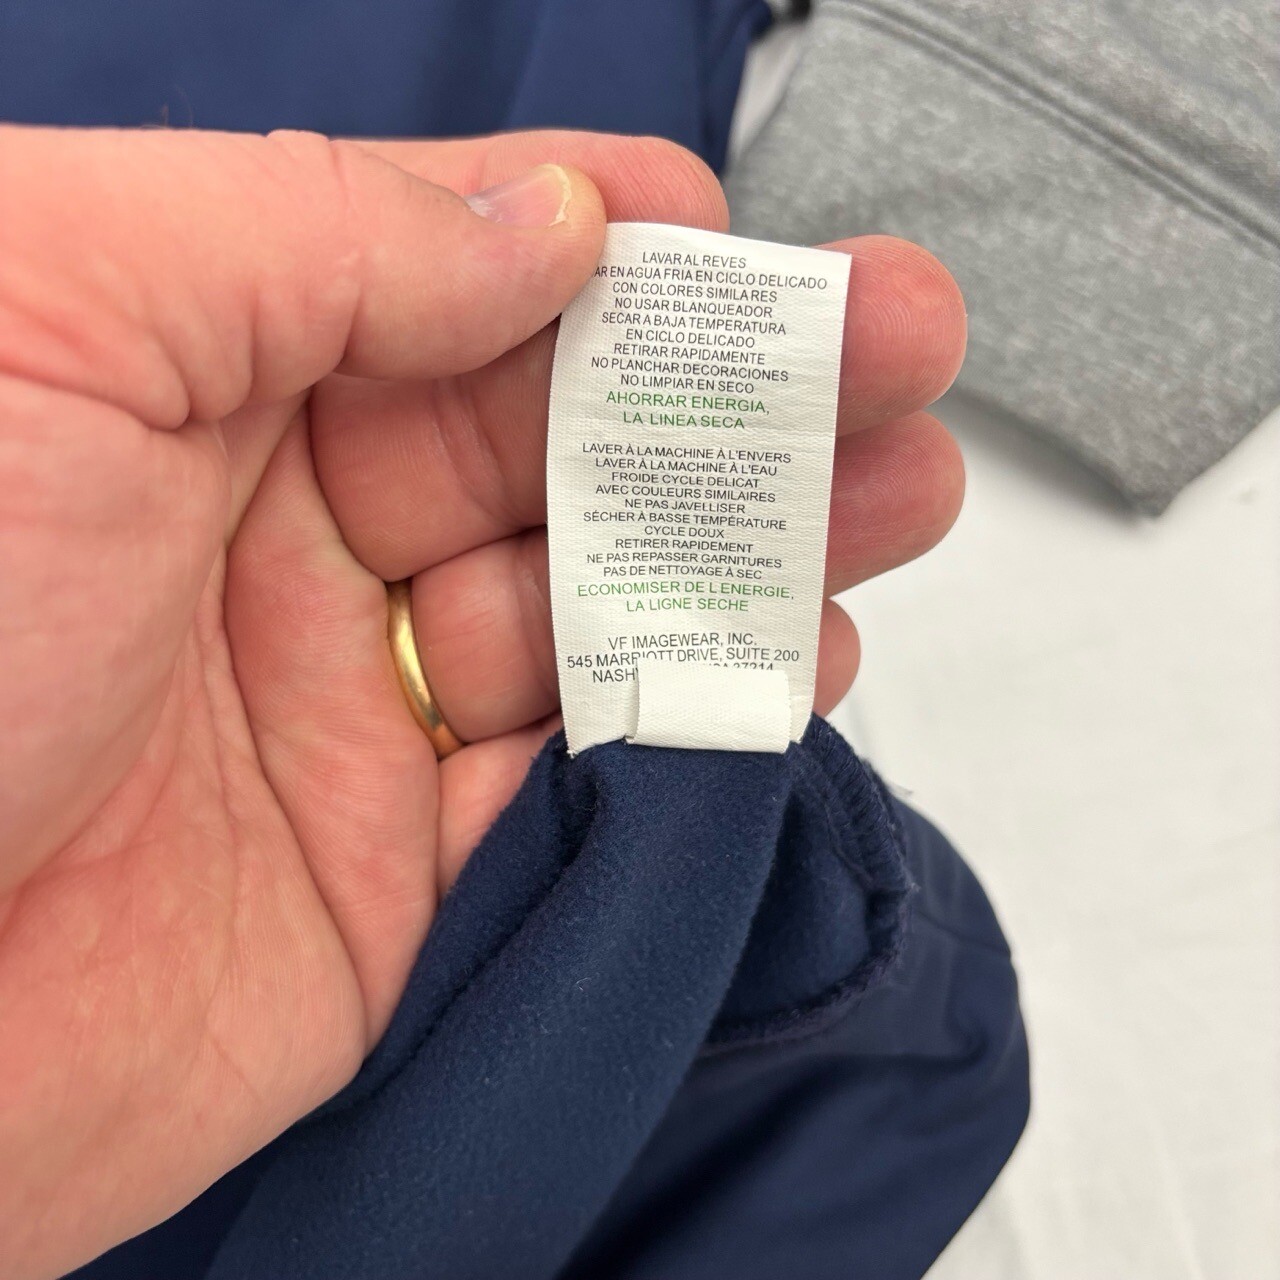 LAVAR AL REVES
AR EN AGUA FRIA EN CICLO DELICADO
CON COLORES SIMILARES
NO USAR BLANQUEADOR
SECAR A BAJA TEMPERATURA
EN CICLO DELICADO
RETIRAR RAPIDAMENTE
NO PLANCHAR DECORACIONES
NO LIMPIAR EN SECO
AHORRAR ENERGIA,
LA LINEA SECA
LAVER À LA MACHINE À L'ENVERS
LAVER À LA MACHINE À L'EAU
FROIDE CYCLE DELICAT
AVEC COULEURS SIMILAIRES
NE PAS JAVELLISER
SÉCHER À BASSE TEMPÉRATURE
CYCLE DOUX
RETIRER RAPIDEMENT
NE PAS REPASSER GARNITURES
PAS DE NETTOYAGE À SEC
ECONOMISER DE L ENERGIE,
LA LIGNE SECHE
VF IMAGEWEAR, INC.
545 MARRIOTT DRIVE, SUITE 200
NASH 37214